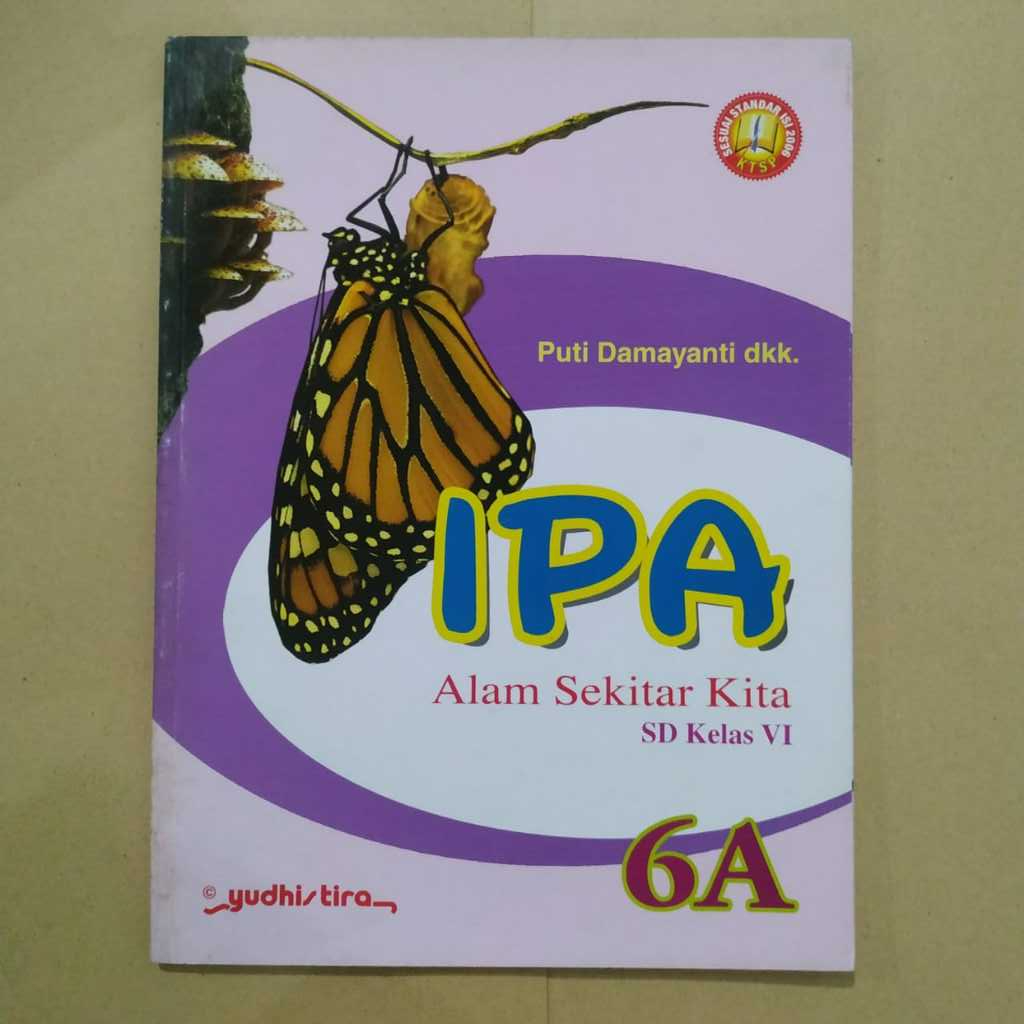 SESUAI STANDAR ISI 2006
KTSP
Puti Damayanti dkk.
IPA
Alam Sekitar Kita
SD Kelas VI
6A
© yudhistira